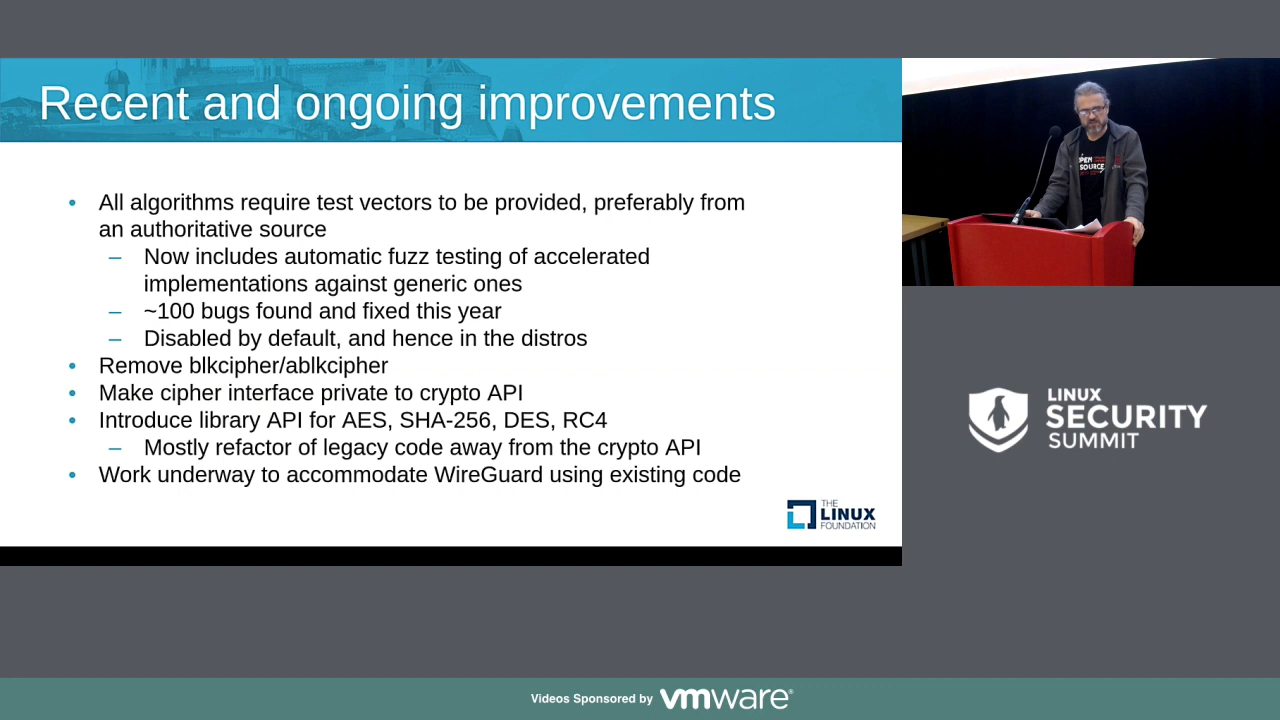 Recent and ongoing improvements
• All algorithms require test vectors to be provided, preferably from
an authoritative source
– Now includes automatic fuzz testing of accelerated
implementations against generic ones
– ~100 bugs found and fixed this year
– Disabled by default, and hence in the distros
• Remove blkcipher/ablkcipher
• Make cipher interface private to crypto API
• Introduce library API for AES, SHA-256, DES, RC4
– Mostly refactor of legacy code away from the crypto API
• Work underway to accommodate WireGuard using existing code
THE
LINUX
FOUNDATION
OPEN
SOURCE
LINUX
SECURITY
SUMMIT
Videos Sponsored by vmware®